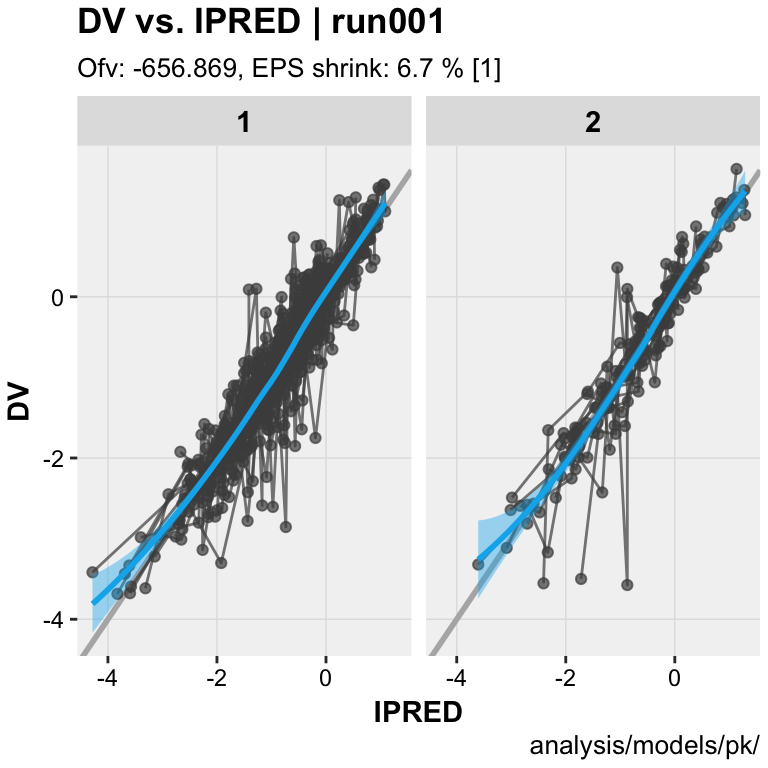 DV vs. IPRED | run001
Ofv: -656.869, EPS shrink: 6.7 % [1]
1 2
0
-2
-4
DV
-4 -2 0 -4 -2 0
IPRED
analysis/models/pk/